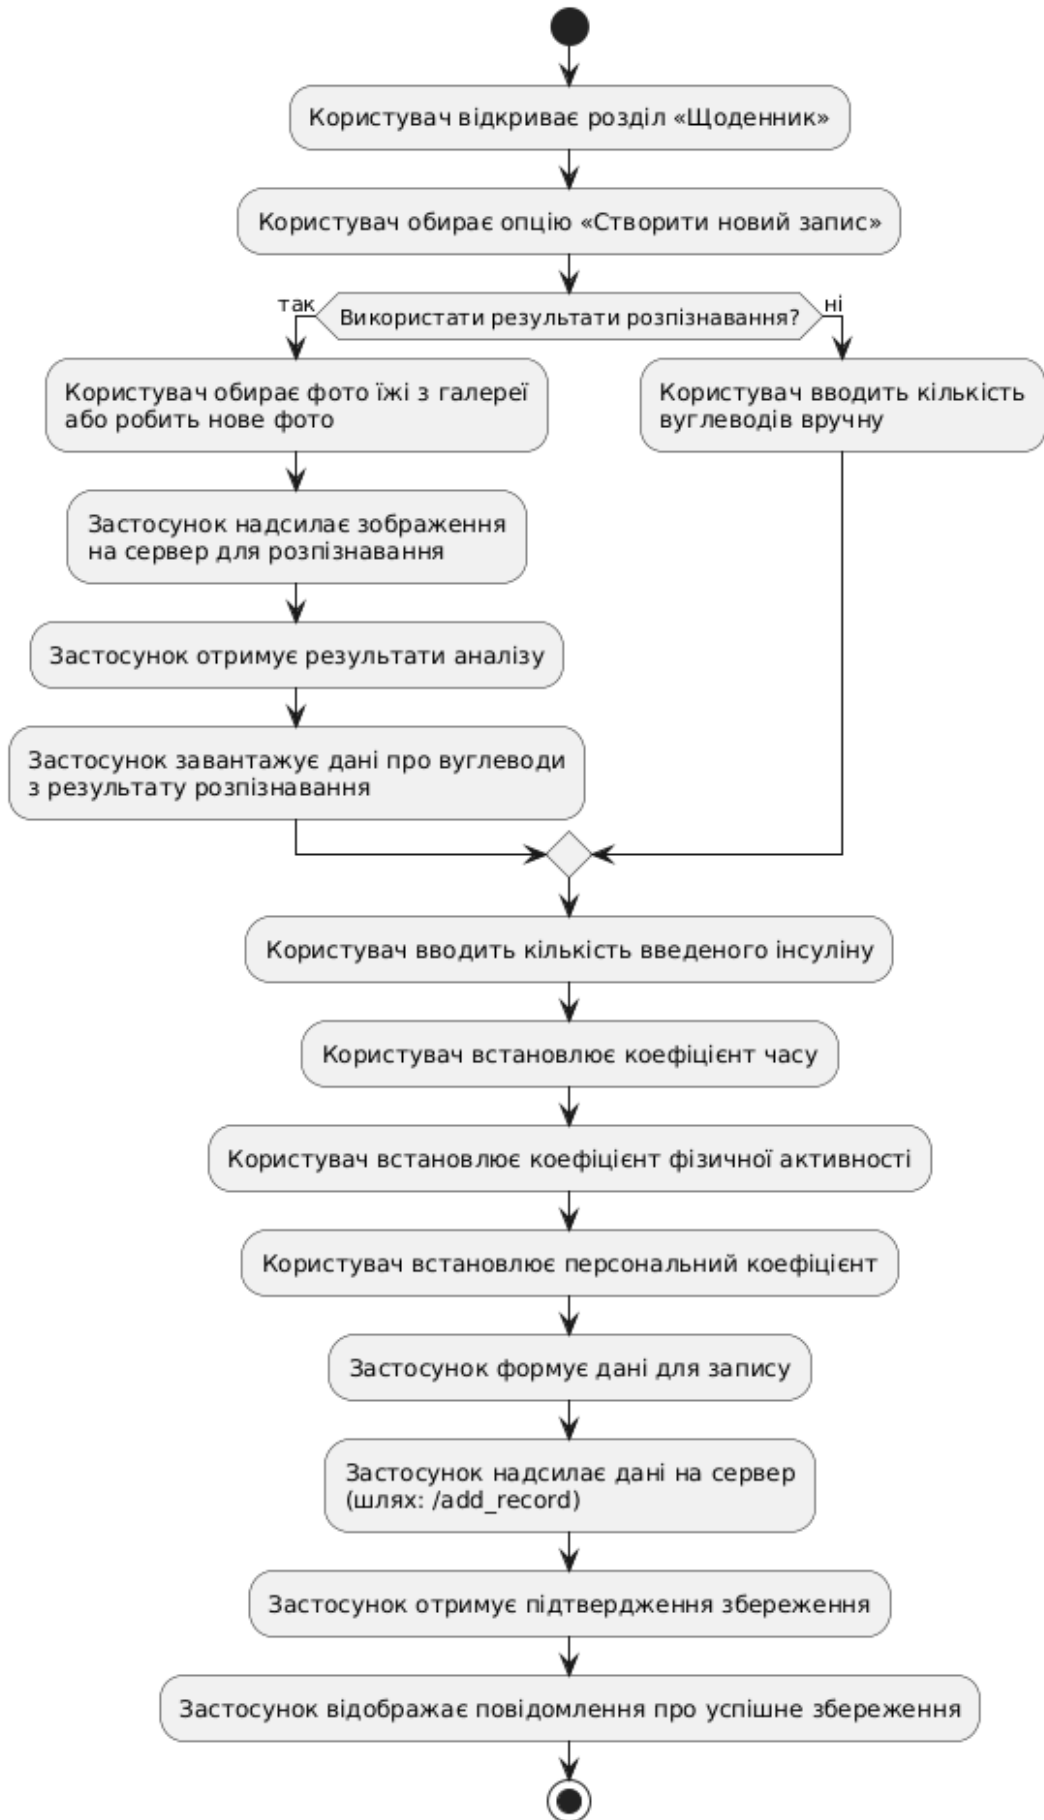 Користувач відкриває розділ «Щоденник»
Користувач обирає опцію «Створити новий запис»
так
Використати результати розпізнавання?
ні
Користувач обирає фото їжі з галереї
або робить нове фото
Користувач вводить кількість
вуглеводів вручну
Застосунок надсилає зображення
на сервер для розпізнавання
Застосунок отримує результати аналізу
Застосунок завантажує дані про вуглеводи
з результату розпізнавання
Користувач вводить кількість введеного інсуліну
Користувач встановлює коефіцієнт часу
Користувач встановлює коефіцієнт фізичної активності
Користувач встановлює персональний коефіцієнт
Застосунок формує дані для запису
Застосунок надсилає дані на сервер
(шлях: /add_record)
Застосунок отримує підтвердження збереження
Застосунок відображає повідомлення про успішне збереження